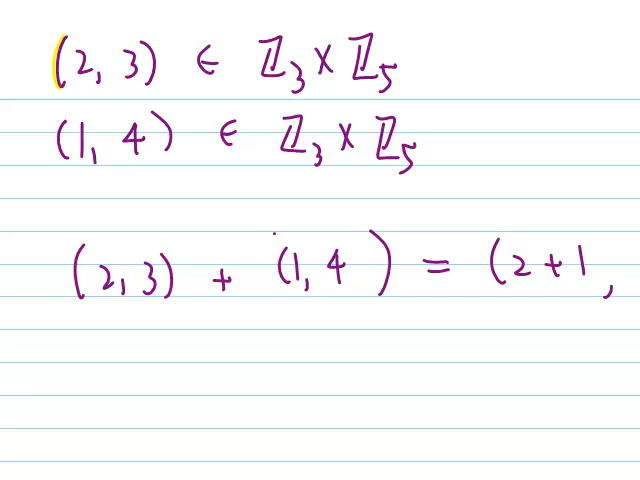 (2, 3) ∈ ℤ₃ × ℤ₅
(1, 4) ∈ ℤ₃ × ℤ₅
(2, 3) + (1, 4) = (2 + 1,